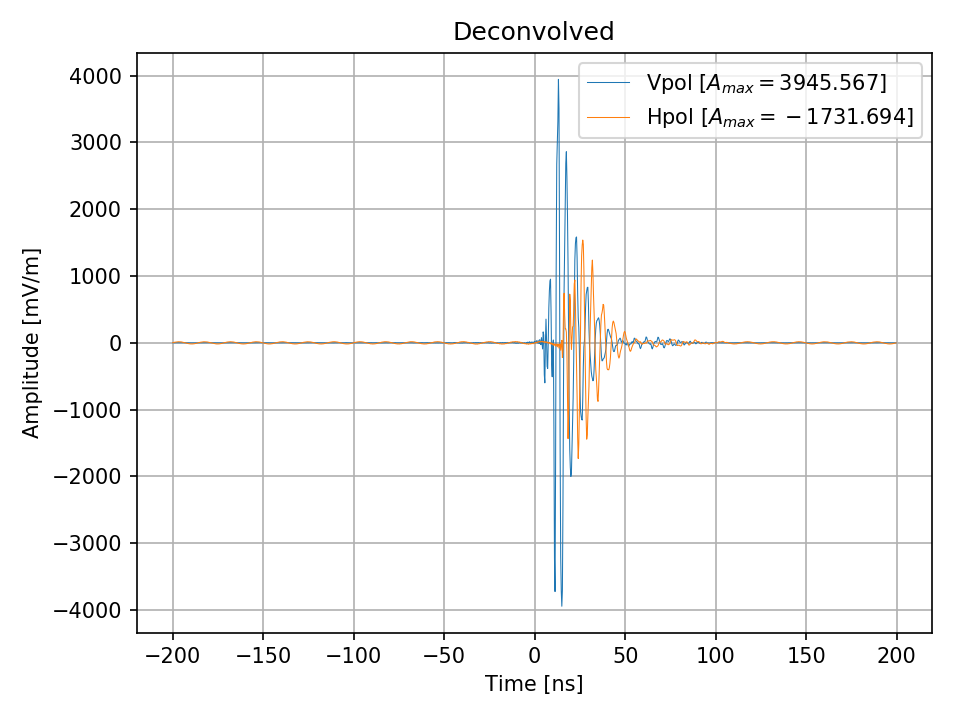 Deconvolved
Vpol [A_max = 3945.567]
Hpol [A_max = −1731.694]
4000
3000
2000
1000
0
−1000
−2000
−3000
−4000
Amplitude [mV/m]
−200 −150 −100 −50 0 50 100 150 200
Time [ns]